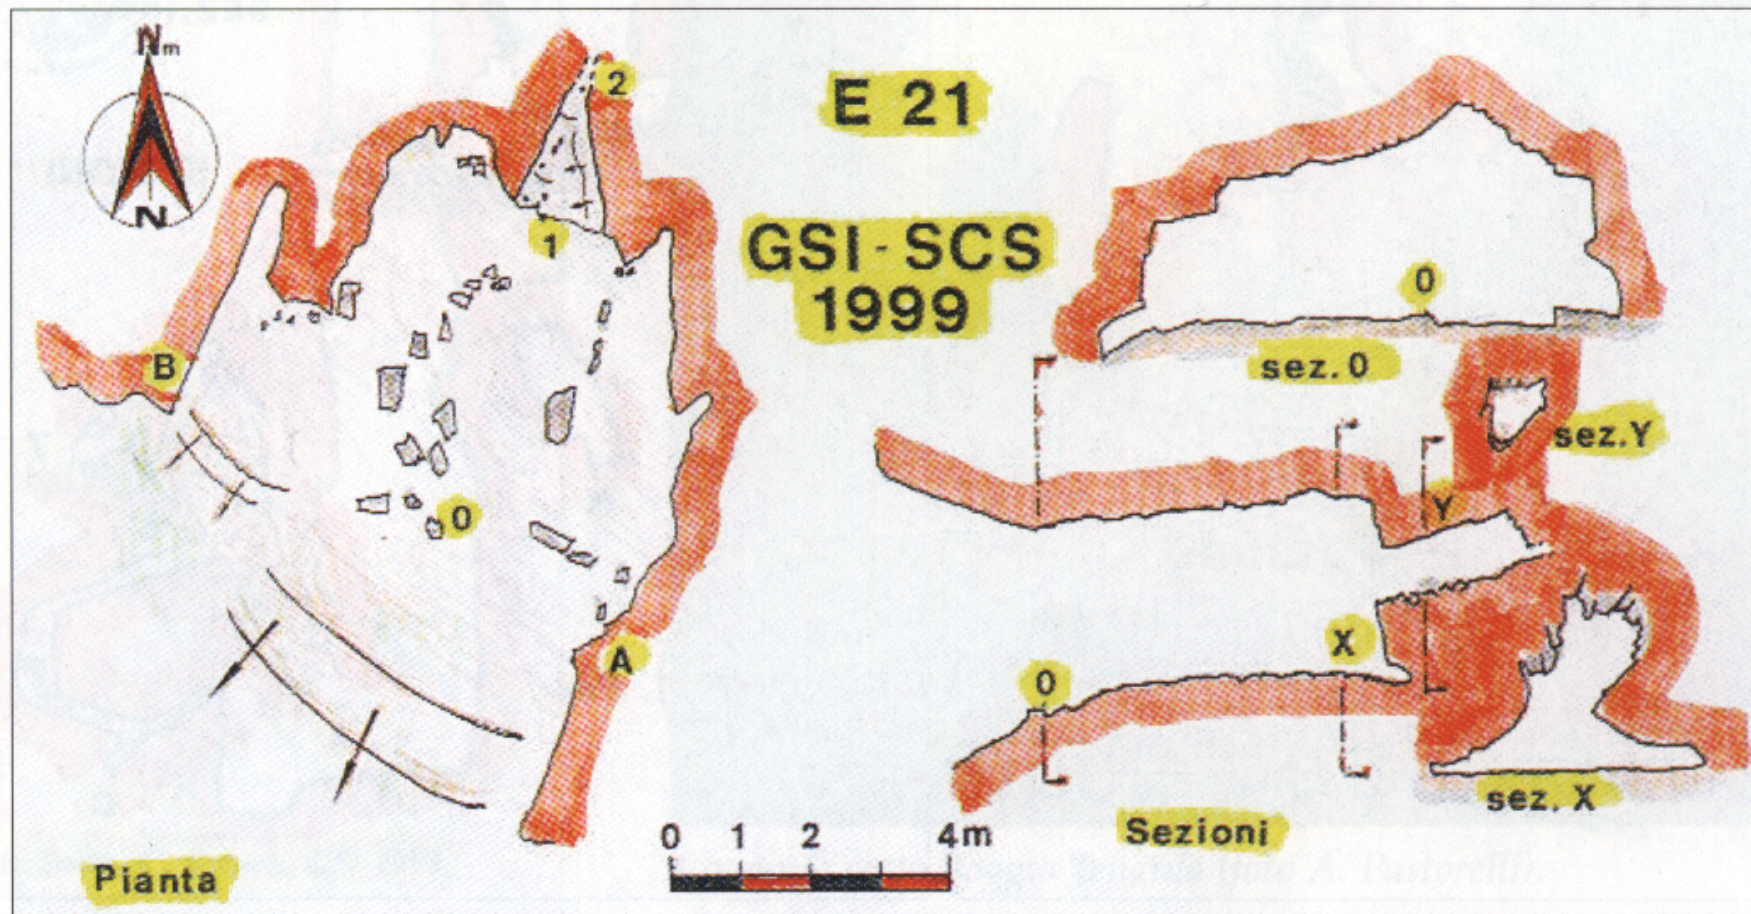 Nm
N
2
1
B
0
A
E 21
GSI-SCS
1999
0
sez. 0
sez. Y
Y
X
0
sez. X
0 1 2 4m
Sezioni
Pianta